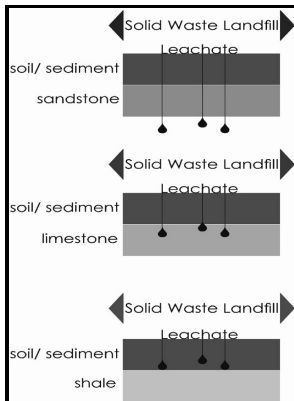 Solid Waste Landfill
Leachate
soil/ sediment
sandstone
Solid Waste Landfill
Leachate
soil/ sediment
limestone
Solid Waste Landfill
Leachate
soil/ sediment
shale